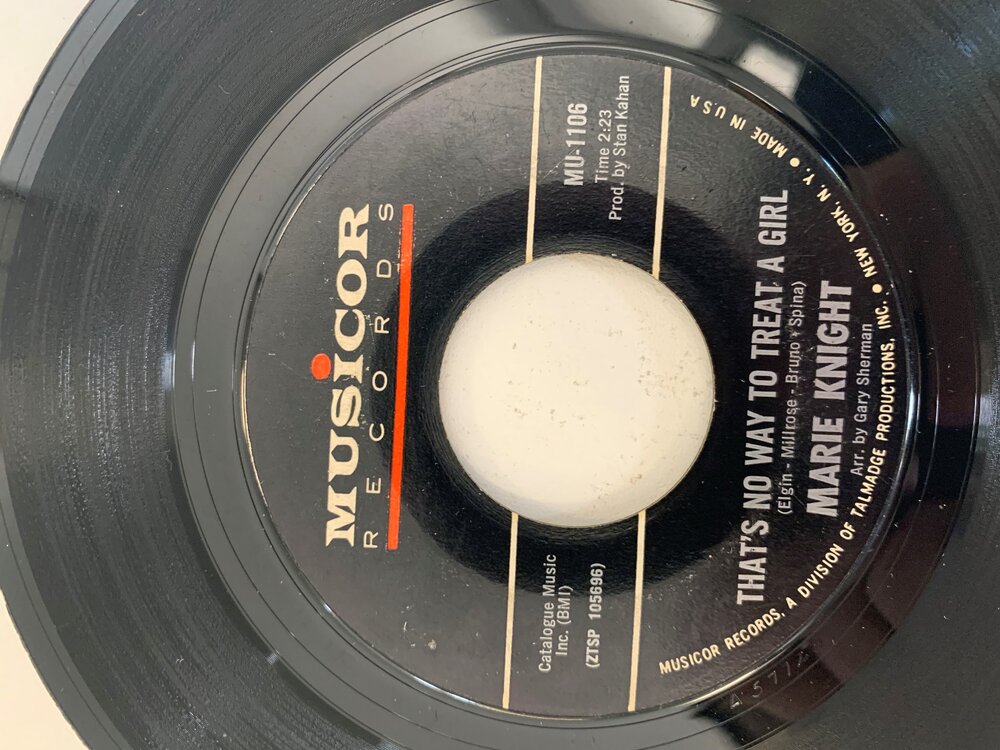 MUSICOR
RECORDS
Catalogue Music
Inc. (BMI)
(ZTSP 105696)
MU-1106
Time 2:23
Prod. by Stan Kahan
THAT'S NO WAY TO TREAT A GIRL
(Elgin - Millrose - Bruno - Spina)
MARIE KNIGHT
Arr. by Gary Sherman
MUSICOR RECORDS, A DIVISION OF TALMADGE PRODUCTIONS, INC. • NEW YORK, N. Y. • MADE IN U.S.A